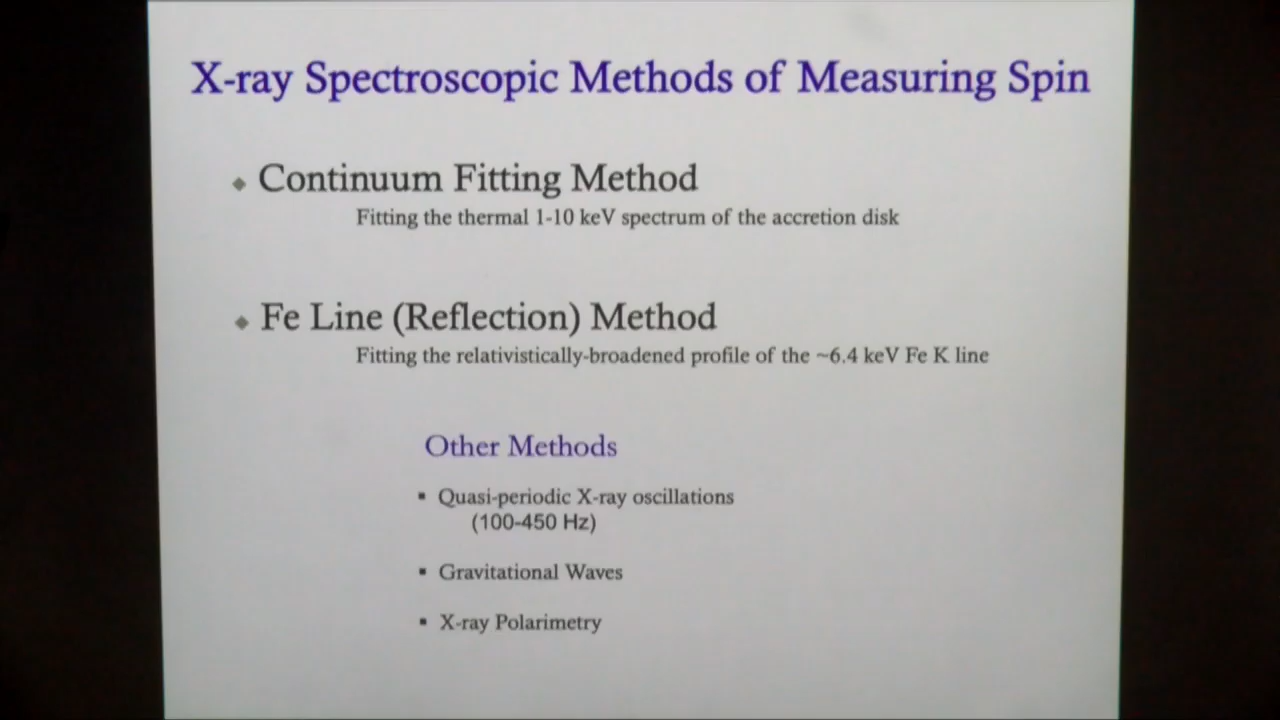 X-ray Spectroscopic Methods of Measuring Spin
◆ Continuum Fitting Method
Fitting the thermal 1-10 keV spectrum of the accretion disk
◆ Fe Line (Reflection) Method
Fitting the relativistically-broadened profile of the ~6.4 keV Fe K line
Other Methods
▪ Quasi-periodic X-ray oscillations
(100-450 Hz)
▪ Gravitational Waves
▪ X-ray Polarimetry